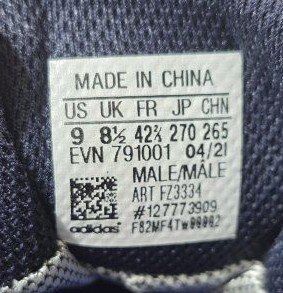 MADE IN CHINA
US UK FR JP CHN
9 8½ 42⅔ 270 265
EVN 791001 04/21
MALE/MÂLE
ART FZ3334
#127773909
adidas F82MF4TW99992